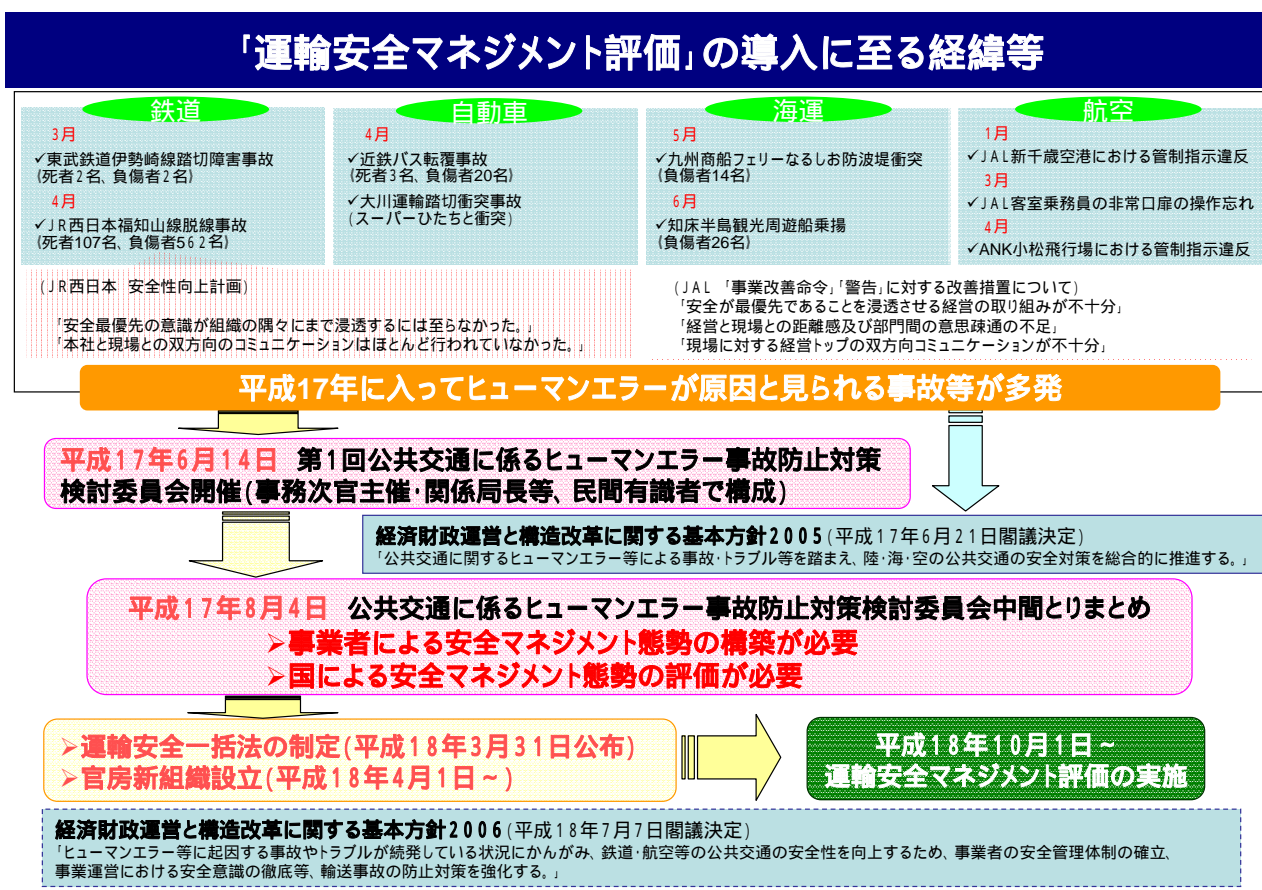 「運輸安全マネジメント評価」の導入に至る経緯等
鉄道
3月
✓東武鉄道伊勢崎線踏切障害事故
(死者2名、負傷者2名)
4月
✓JR西日本福知山線脱線事故
(死者107名、負傷者562名)
自動車
4月
✓近鉄バス転覆事故
(死者3名、負傷者20名)
✓大川運輸踏切衝突事故
(スーパーひたちと衝突)
海運
5月
✓九州商船フェリーなるしお防波堤衝突
(負傷者14名)
6月
✓知床半島観光周遊船乗揚
(負傷者26名)
航空
1月
✓JAL新千歳空港における管制指示違反
3月
✓JAL客室乗務員の非常口扉の操作忘れ
4月
✓ANK小松飛行場における管制指示違反
(JR西日本 安全性向上計画)
「安全最優先の意識が組織の隅々にまで浸透するには至らなかった。」
「本社と現場との双方向のコミュニケーションはほとんど行われていなかった。」
(JAL 「事業改善命令」「警告」に対する改善措置について)
「安全が最優先であることを浸透させる経営の取り組みが不十分」
「経営と現場との距離感及び部門間の意思疎通の不足」
「現場に対する経営トップの双方向コミュニケーションが不十分」
平成17年に入ってヒューマンエラーが原因と見られる事故等が多発
平成17年6月14日 第1回公共交通に係るヒューマンエラー事故防止対策
検討委員会開催(事務次官主催・関係局長等、民間有識者で構成)
経済財政運営と構造改革に関する基本方針2005(平成17年6月21日閣議決定)
「公共交通に関するヒューマンエラー等による事故・トラブル等を踏まえ、陸・海・空の公共交通の安全対策を総合的に推進する。」
平成17年8月4日 公共交通に係るヒューマンエラー事故防止対策検討委員会中間とりまとめ
➢事業者による安全マネジメント態勢の構築が必要
➢国による安全マネジメント態勢の評価が必要
➢運輸安全一括法の制定(平成18年3月31日公布)
➢官房新組織設立(平成18年4月1日~)
平成18年10月1日~
運輸安全マネジメント評価の実施
経済財政運営と構造改革に関する基本方針2006(平成18年7月7日閣議決定)
「ヒューマンエラー等に起因する事故やトラブルが続発している状況にかんがみ、鉄道・航空等の公共交通の安全性を向上するため、事業者の安全管理体制の確立、
事業運営における安全意識の徹底等、輸送事故の防止対策を強化する。」